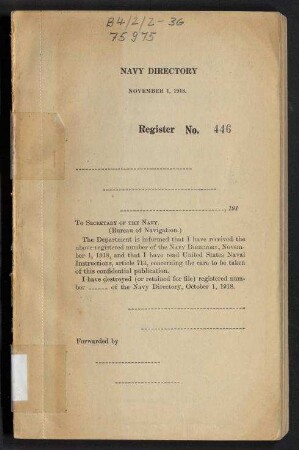 B4/2/2-36
75975
NAVY DIRECTORY
NOVEMBER 1, 1918.
Register No. 446
, 191
To SECRETARY OF THE NAVY.
(Bureau of Navigation.)
The Department is informed that I have received the
above-registered number of the NAVY DIRECTORY, Novem-
ber 1, 1918, and that I have read United States Naval
Instructions, article 713, concerning the care to be taken
of this confidential publication.
I have destroyed (or retained for file) registered num-
ber ........ of the Navy Directory, October 1, 1918.
Forwarded by